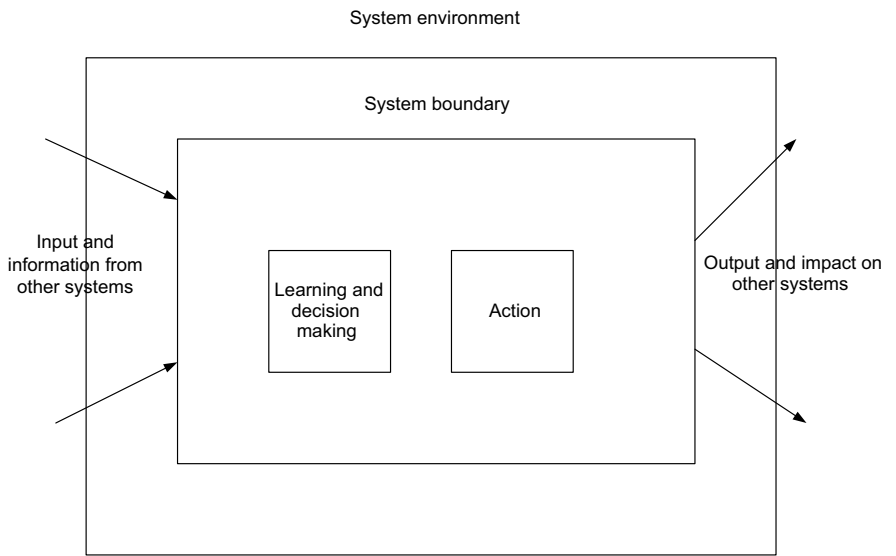 System environment
System boundary
Input and
information from
other systems
Learning and
decision
making
Action
Output and impact on
other systems